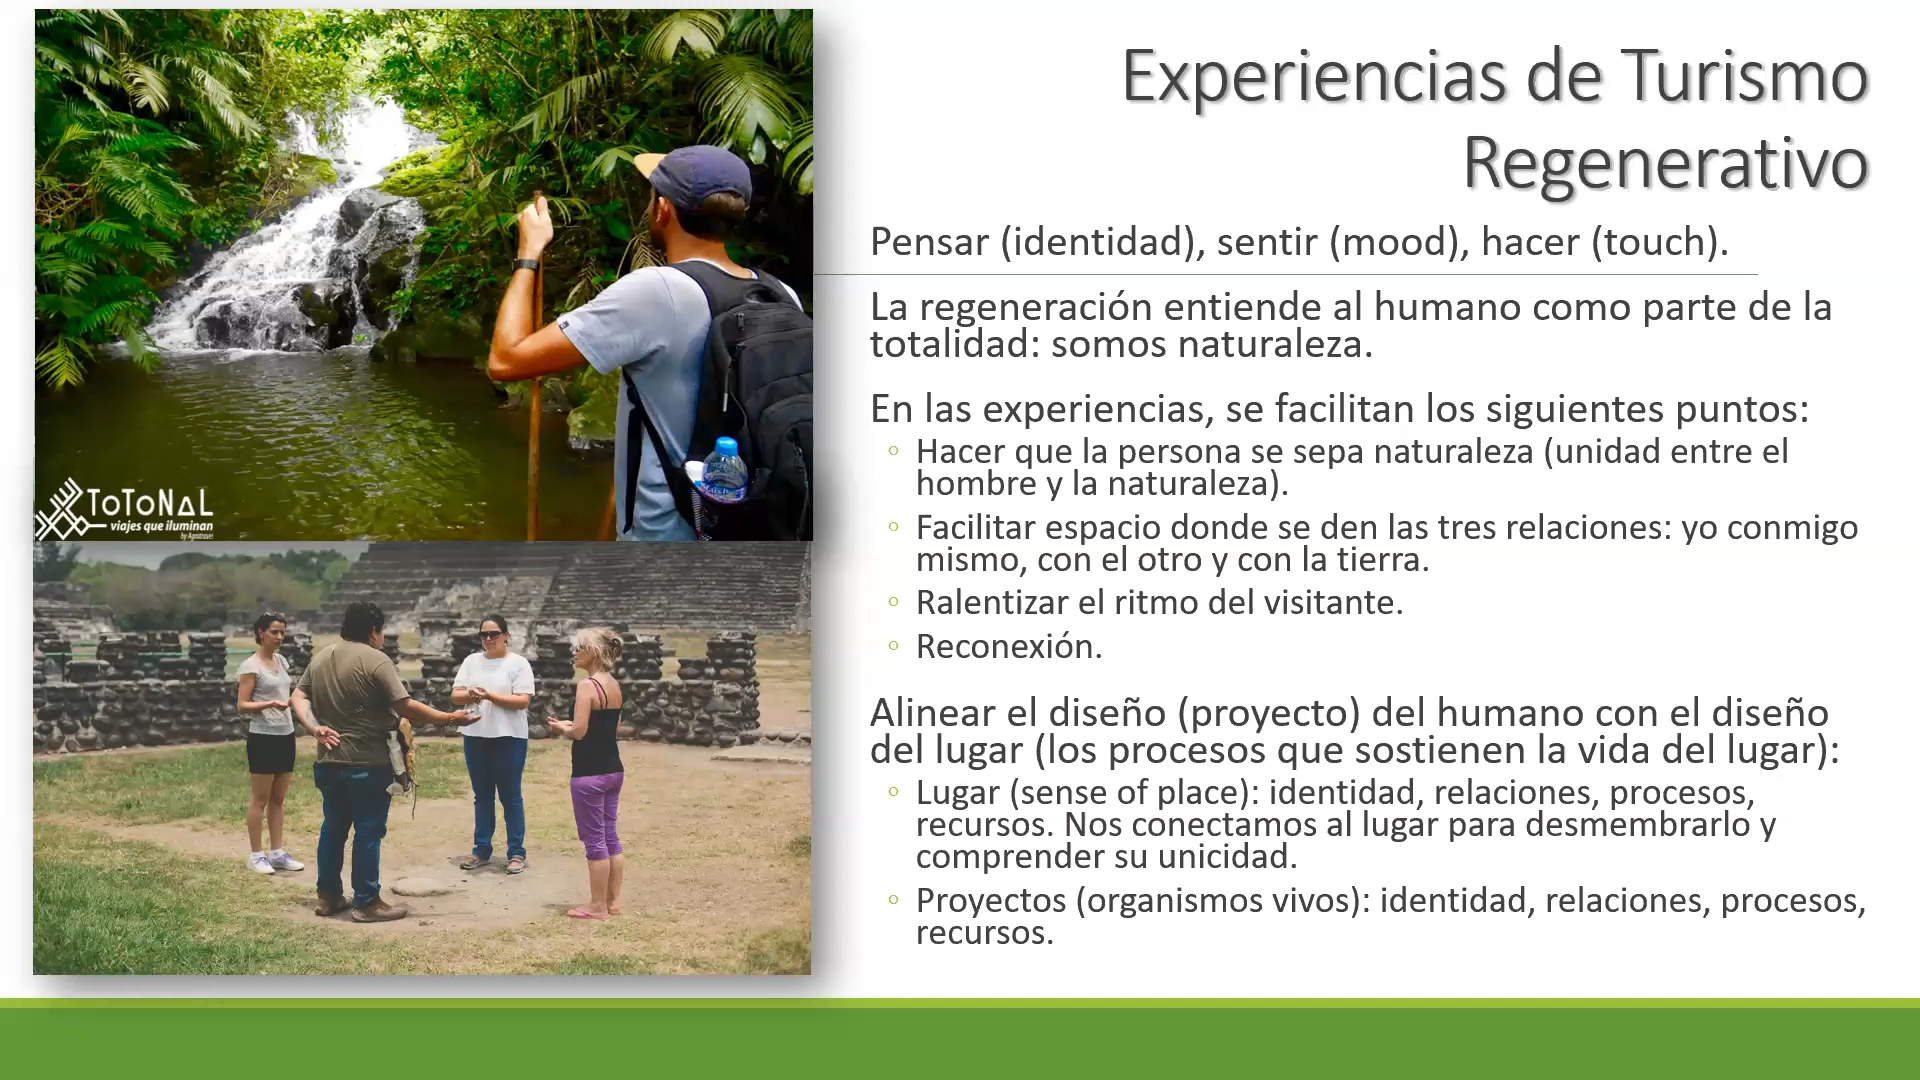 Experiencias de Turismo
Regenerativo
Pensar (identidad), sentir (mood), hacer (touch).
La regeneración entiende al humano como parte de la
totalidad: somos naturaleza.
En las experiencias, se facilitan los siguientes puntos:
◦ Hacer que la persona se sepa naturaleza (unidad entre el
hombre y la naturaleza).
◦ Facilitar espacio donde se den las tres relaciones: yo conmigo
mismo, con el otro y con la tierra.
◦ Ralentizar el ritmo del visitante.
◦ Reconexión.
Alinear el diseño (proyecto) del humano con el diseño
del lugar (los procesos que sostienen la vida del lugar):
◦ Lugar (sense of place): identidad, relaciones, procesos,
recursos. Nos conectamos al lugar para desmembrarlo y
comprender su unicidad.
◦ Proyectos (organismos vivos): identidad, relaciones, procesos,
recursos.
ToToNaL
viajes que iluminan
by Agrotravel